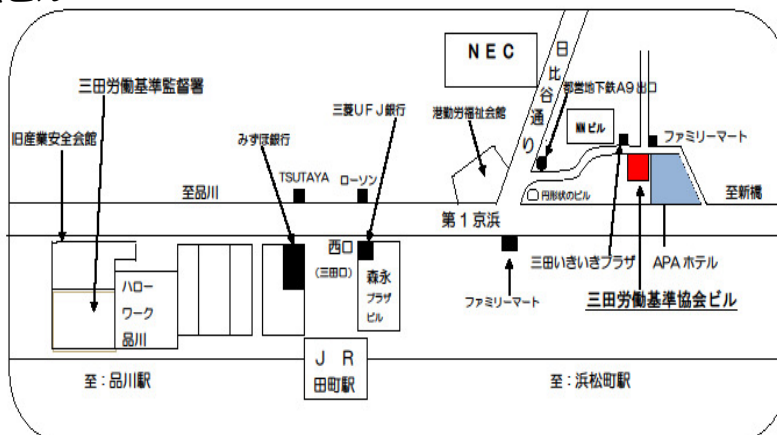 NEC
日比谷通り
都営地下鉄A9出口
三田労働基準監督署
三菱UFJ銀行
港勤労福祉会館
MMビル
ファミリーマート
旧産業安全会館
みずほ銀行
TSUTAYA
ローソン
至品川
円形状のビル
至新橋
第1京浜
西口
(三田口)
三田いきいきプラザ
APAホテル
森永
プラザ
ビル
ファミリーマート
三田労働基準協会ビル
ハロー
ワーク
品川
JR
田町駅
至:品川駅
至:浜松町駅